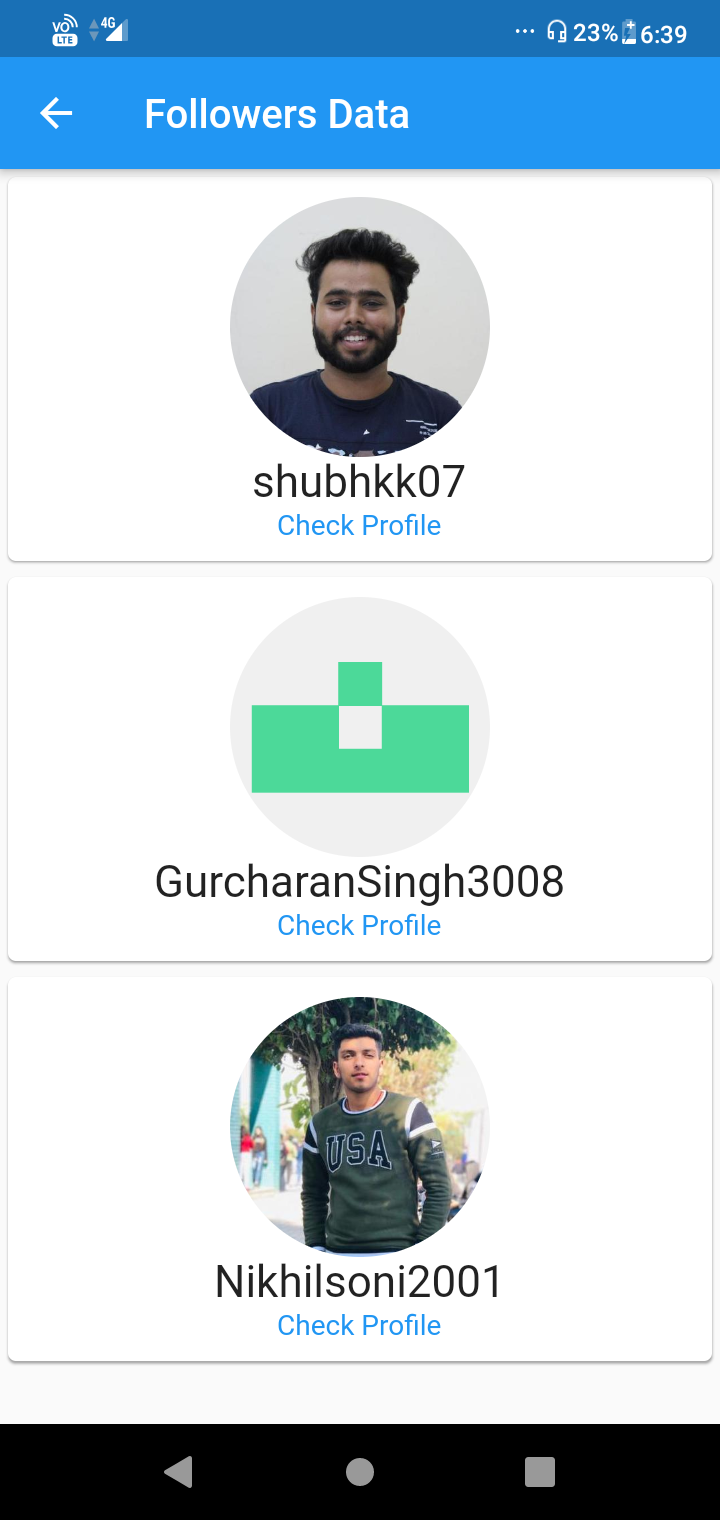 VO LTE 4G 23% 6:39
Followers Data
shubhkk07
Check Profile
GurcharanSingh3008
Check Profile
USA
Nikhilsoni2001
Check Profile